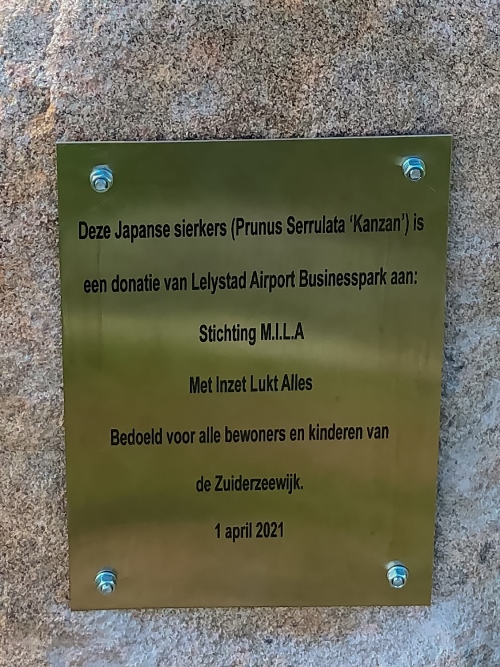 Deze Japanse sierkers (Prunus Serrulata ‘Kanzan’) is
een donatie van Lelystad Airport Businesspark aan:
Stichting M.I.L.A
Met Inzet Lukt Alles
Bedoeld voor alle bewoners en kinderen van
de Zuiderzeewijk.
1 april 2021